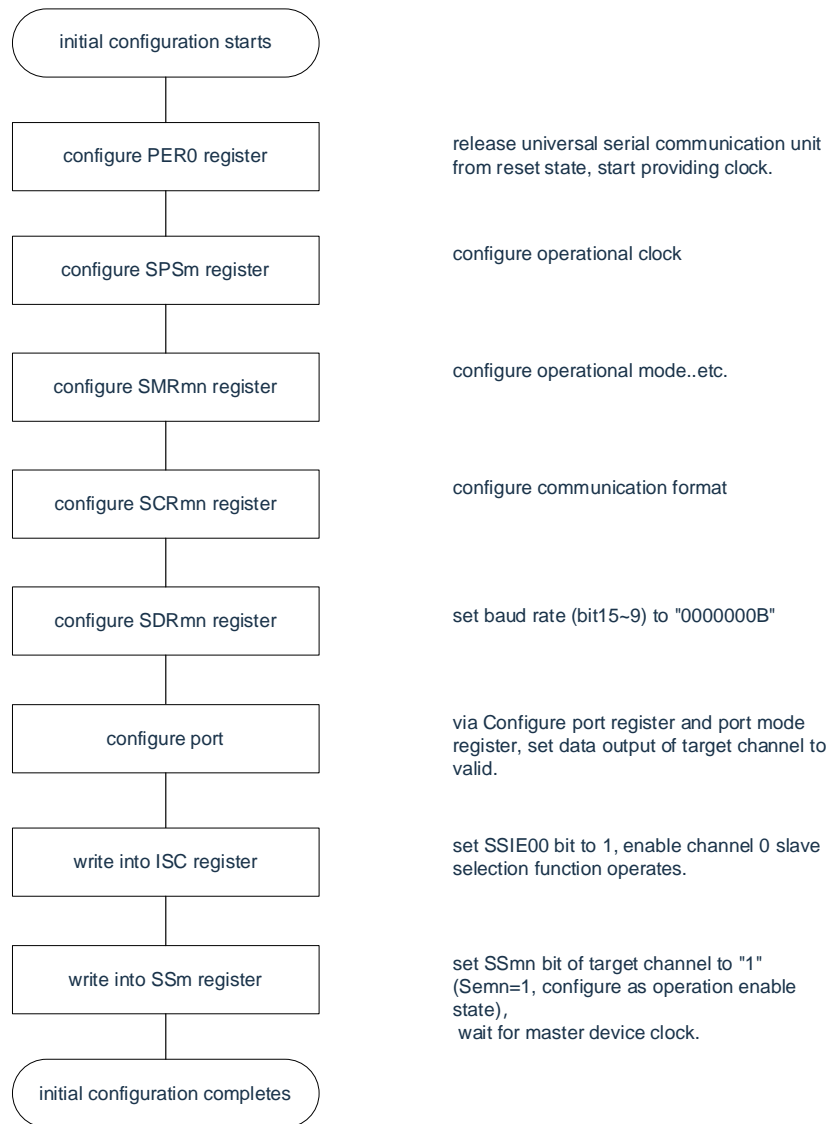 initial configuration starts
configure PER0 register
release universal serial communication unit
from reset state, start providing clock.
configure SPSm register
configure operational clock
configure SMRmn register
configure operational mode..etc.
configure SCRmn register
configure communication format
configure SDRmn register
set baud rate (bit15~9) to "0000000B"
configure port
via Configure port register and port mode
register, set data output of target channel to
valid.
write into ISC register
set SSIE00 bit to 1, enable channel 0 slave
selection function operates.
write into SSm register
set SSmn bit of target channel to "1"
(Semn=1, configure as operation enable
state),
wait for master device clock.
initial configuration completes